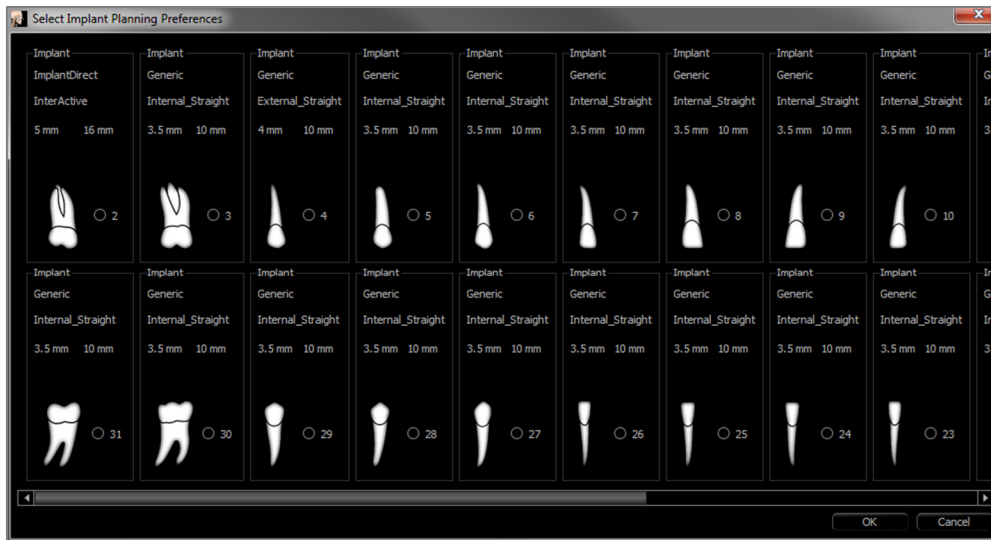 Select Implant Planning Preferences
X
Implant Implant Implant Implant Implant Implant Implant Implant Implant
ImplantDirect Generic Generic Generic Generic Generic Generic Generic Generic
InterActive Internal_Straight External_Straight Internal_Straight Internal_Straight Internal_Straight Internal_Straight Internal_Straight Internal_Straight
5 mm 16 mm 3.5 mm 10 mm 4 mm 10 mm 3.5 mm 10 mm 3.5 mm 10 mm 3.5 mm 10 mm 3.5 mm 10 mm 3.5 mm 10 mm 3.5 mm 10 mm
2 3 4 5 6 7 8 9 10
Implant Implant Implant Implant Implant Implant Implant Implant Implant
Generic Generic Generic Generic Generic Generic Generic Generic Generic
Internal_Straight Internal_Straight Internal_Straight Internal_Straight Internal_Straight Internal_Straight Internal_Straight Internal_Straight Internal_Straight
3.5 mm 10 mm 3.5 mm 10 mm 3.5 mm 10 mm 3.5 mm 10 mm 3.5 mm 10 mm 3.5 mm 10 mm 3.5 mm 10 mm 3.5 mm 10 mm 3.5 mm 10 mm
31 30 29 28 27 26 25 24 23
OK Cancel